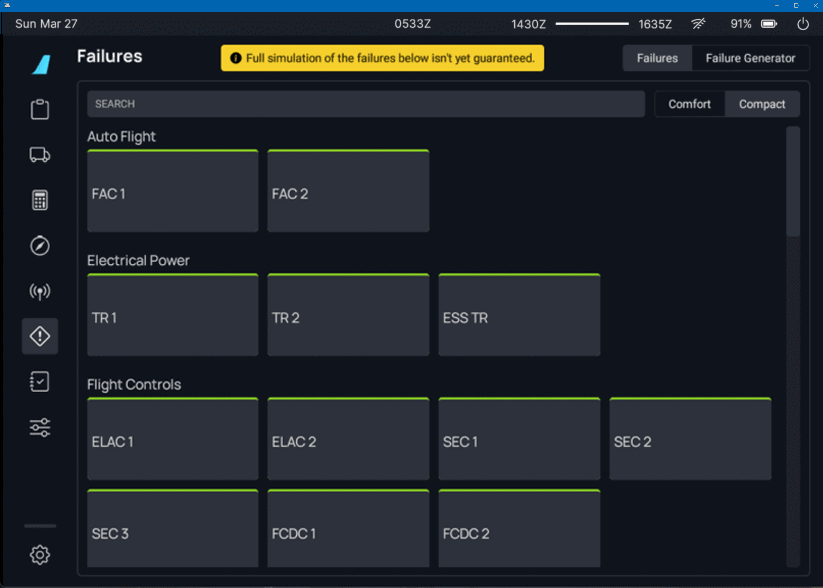 Sun Mar 27 0533Z 1430Z 1635Z 91%
Failures Full simulation of the failures below isn't yet guaranteed. Failures Failure Generator
SEARCH Comfort Compact
Auto Flight
FAC 1 FAC 2
Electrical Power
TR 1 TR 2 ESS TR
Flight Controls
ELAC 1 ELAC 2 SEC 1 SEC 2
SEC 3 FCDC 1 FCDC 2